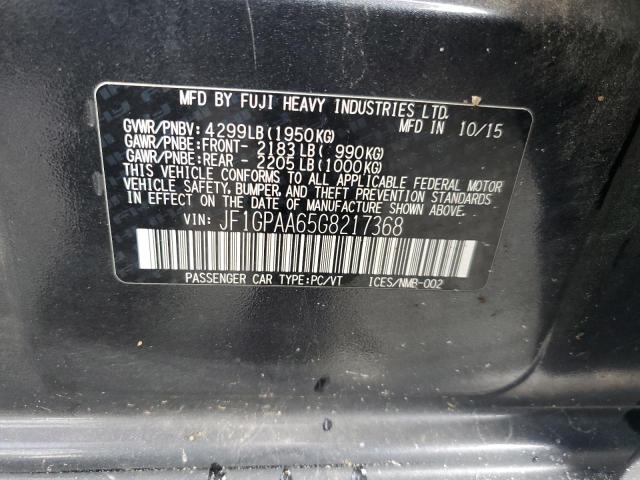 MFD BY FUJI HEAVY INDUSTRIES LTD.
MFD IN 10/15
GVWR/PNBV: 4299LB(1950KG)
GAWR/PNBE:FRONT- 2183LB( 990KG)
GAWR/PNBE:REAR - 2205LB(1000KG)
THIS VEHICLE CONFORMS TO ALL APPLICABLE FEDERAL MOTOR
VEHICLE SAFETY, BUMPER, AND THEFT PREVENTION STANDARDS
IN EFFECT ON THE DATE OF MANUFACTURE SHOWN ABOVE.
VIN: JF1GPAA65G8217368
PASSENGER CAR TYPE:PC/VT ICES/NMB-002